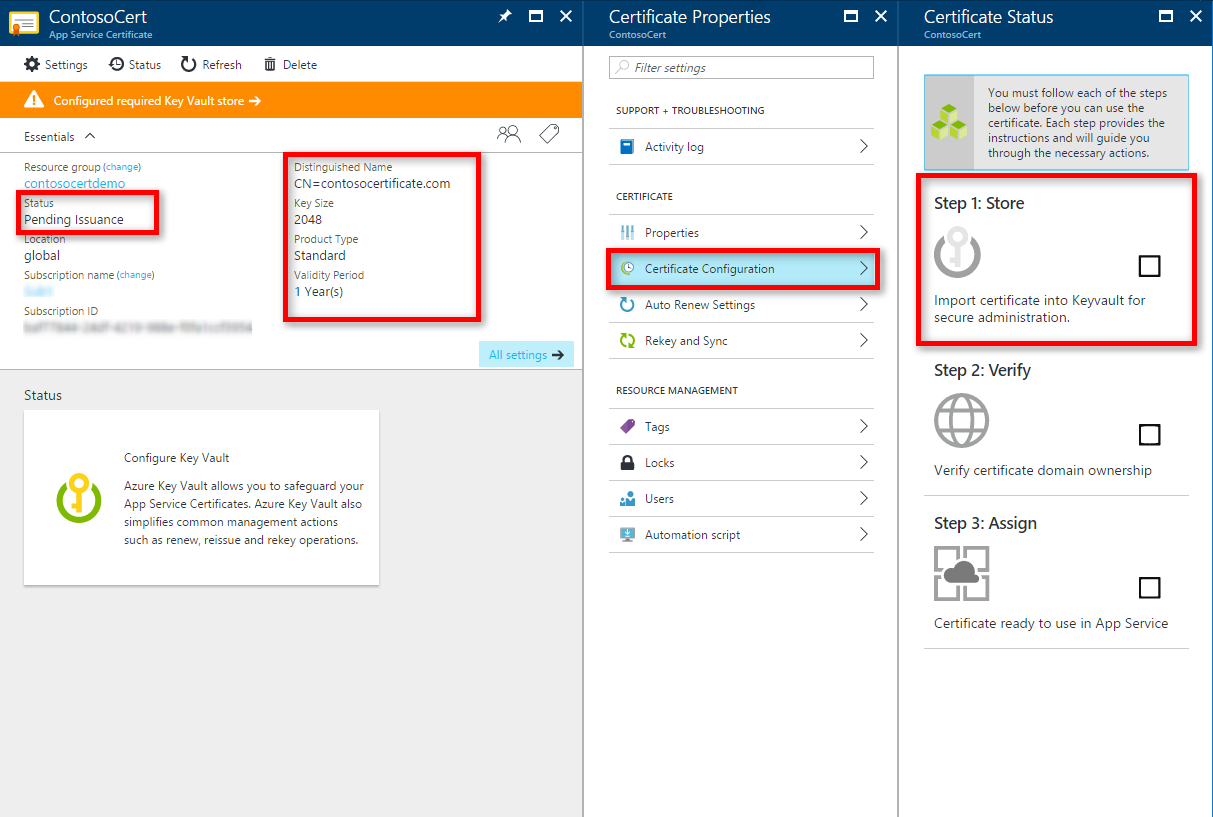 ContosoCert
App Service Certificate
Settings
Status
Refresh
Delete
Configured required Key Vault store →
Essentials
Resource group (change)
contosocertdemo
Status
Pending Issuance
Location
global
Subscription name (change)
Subscription ID
Distinguished Name
CN=contosocertificate.com
Key Size
2048
Product Type
Standard
Validity Period
1 Year(s)
All settings →
Status
Configure Key Vault
Azure Key Vault allows you to safeguard your
App Service Certificates. Azure Key Vault also
simplifies common management actions
such as renew, reissue and rekey operations.
Certificate Properties
ContosoCert
Filter settings
SUPPORT + TROUBLESHOOTING
Activity log
CERTIFICATE
Properties
Certificate Configuration
Auto Renew Settings
Rekey and Sync
RESOURCE MANAGEMENT
Tags
Locks
Users
Automation script
Certificate Status
ContosoCert
You must follow each of the steps
below before you can use the
certificate. Each step provides the
instructions and will guide you
through the necessary actions.
Step 1: Store
Import certificate into Keyvault for
secure administration.
Step 2: Verify
Verify certificate domain ownership
Step 3: Assign
Certificate ready to use in App Service